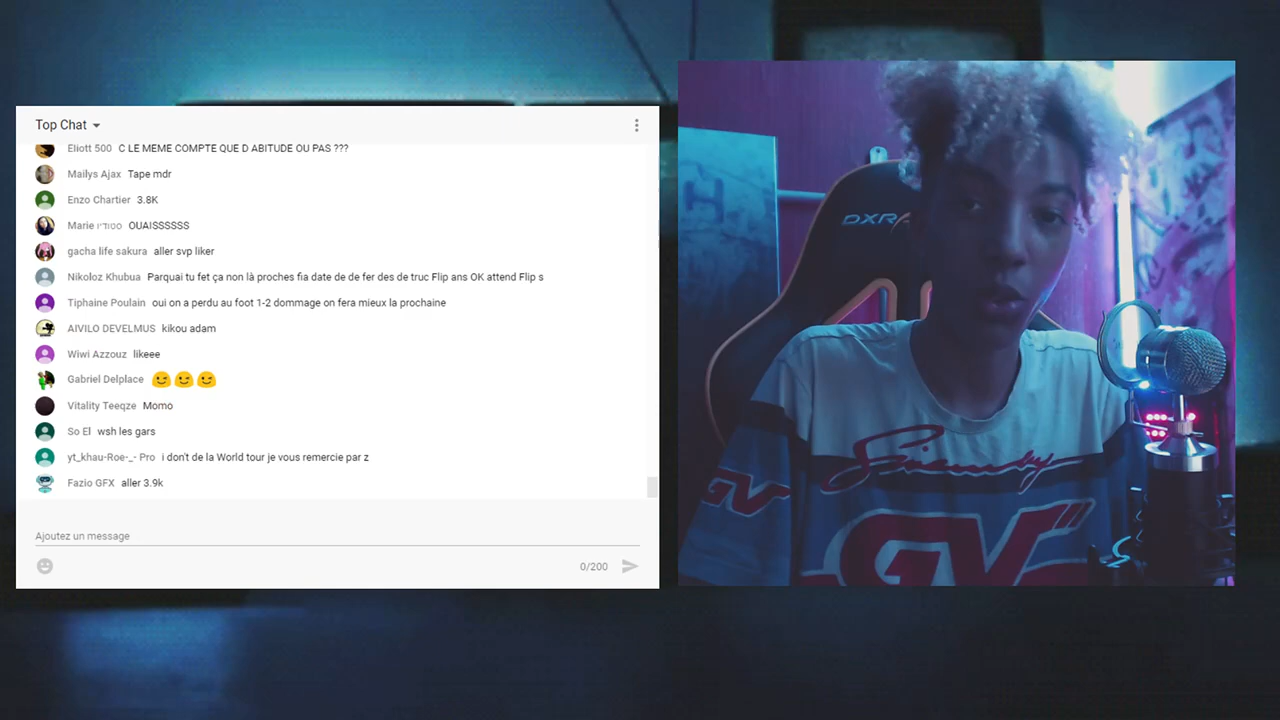 Top Chat
Eliott 500 C LE MEME COMPTE QUE D ABITUDE OU PAS ???
Mailys Ajax Tape mdr
Enzo Chartier 3.8K
Marie OUAISSSSSS
gacha life sakura aller svp liker
Nikoloz Khubua Parquai tu fet ça non là proches fia date de de fer des de truc Flip ans OK attend Flip s
Tiphaine Poulain oui on a perdu au foot 1-2 dommage on fera mieux la prochaine
AIVILO DEVELMUS kikou adam
Wiwi Azzouz likeee
Gabriel Delplace
Vitality Teeqze Momo
So El wsh les gars
yt_khau-Roe-_- Pro i don't de la World tour je vous remercie par z
Fazio GFX aller 3.9k
Ajoutez un message
0/200
DXR
GV
GV